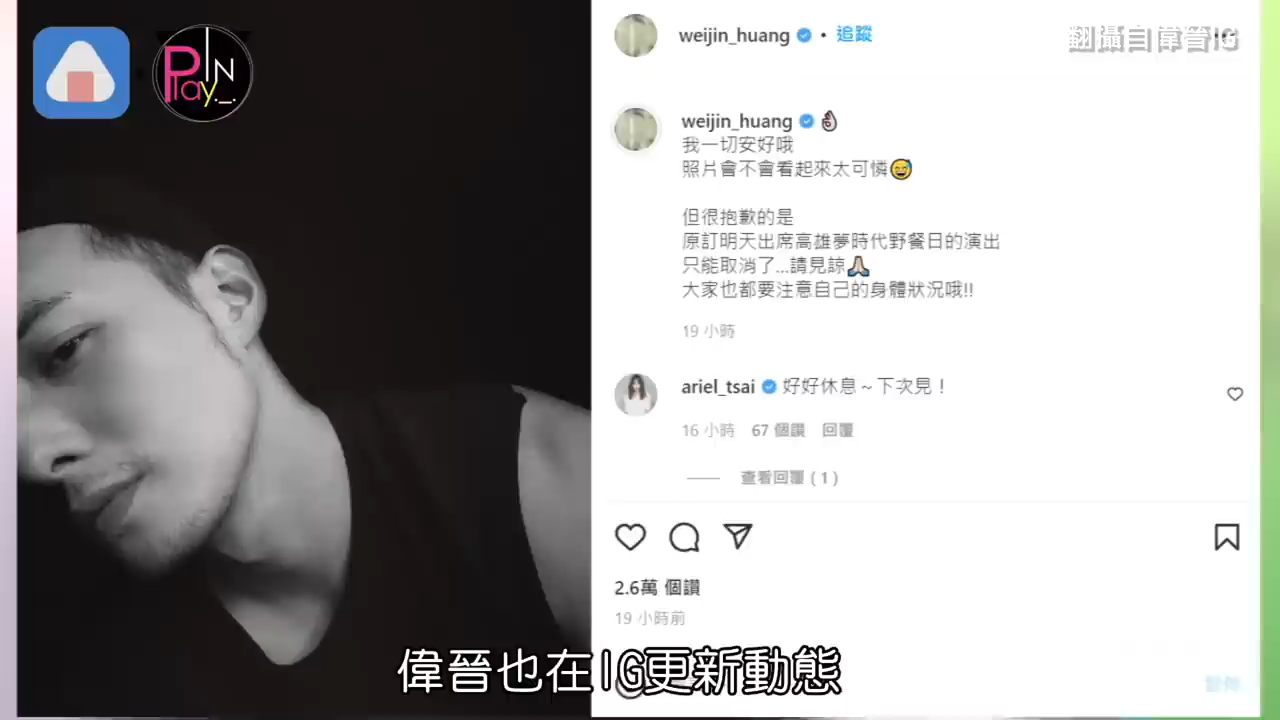 PlayIN
weijin_huang • 追蹤
翻攝自偉晉IG
weijin_huang 👌🏻
我一切安好哦
照片會不會看起來太可憐😅
但很抱歉的是
原訂明天出席高雄夢時代野餐日的演出
只能取消了...請見諒🙏🏻
大家也都要注意自己的身體狀況哦!!
19 小時
ariel_tsai 好好休息～下次見！
16 小時 67 個讚 回覆
查看回覆 (1)
2.6萬 個讚
19 小時前
偉晉也在IG更新動態